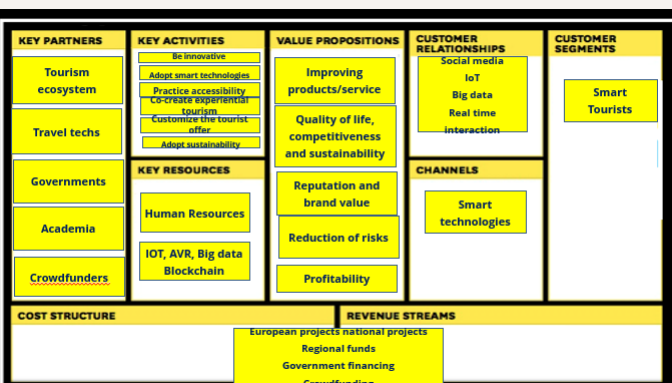 KEY PARTNERS
Tourism
ecosystem
Travel techs
Governments
Academia
Crowdfunders
KEY ACTIVITIES
Be innovative
Adopt smart technologies
Practice accessibility
Co-create experiential
tourism
Customize the tourist
offer
Adopt sustainability
KEY RESOURCES
Human Resources
IOT, AVR, Big data
Blockchain
VALUE PROPOSITIONS
Improving
products/service
Quality of life,
competitiveness
and sustainability
Reputation and
brand value
Reduction of risks
Profitability
CUSTOMER
RELATIONSHIPS
Social media
IoT
Big data
Real time
interaction
CHANNELS
Smart
technologies
CUSTOMER
SEGMENTS
Smart
Tourists
COST STRUCTURE
REVENUE STREAMS
European projects national projects
Regional funds
Government financing
Crowdfunding